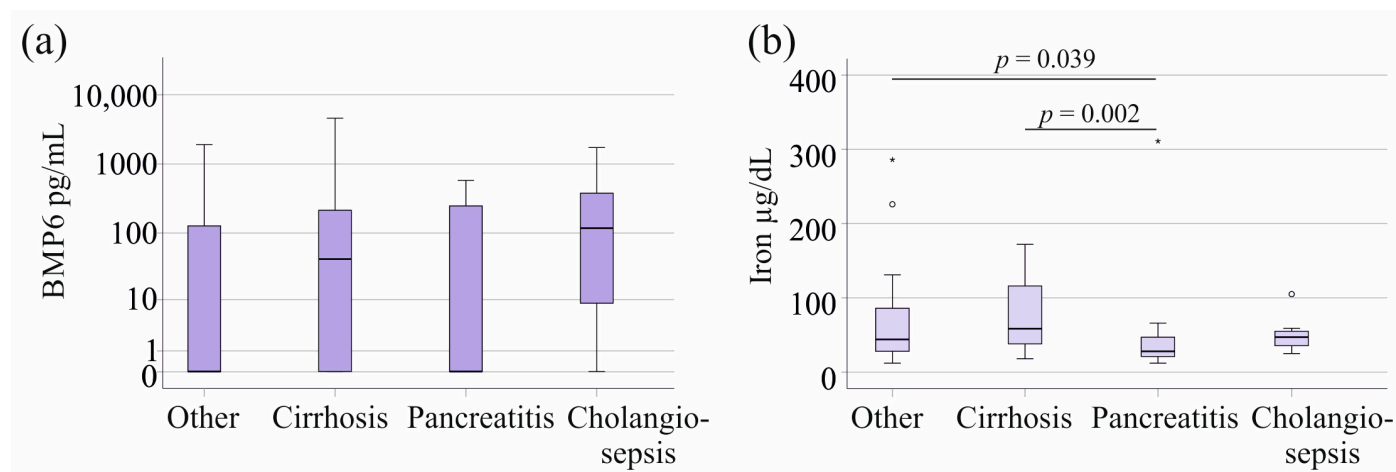 (a)
BMP6 pg/mL
10,000
1000
100
10
1
0
Other
Cirrhosis
Pancreatitis
Cholangio-
sepsis
(b)
Iron µg/dL
400
300
200
100
0
p = 0.039
p = 0.002
Other
Cirrhosis
Pancreatitis
Cholangio-
sepsis